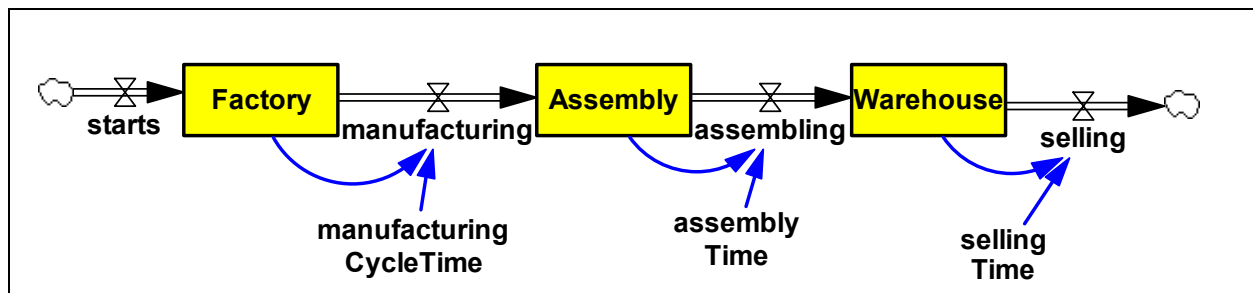 Factory
Assembly
Warehouse
starts
manufacturing
assembling
selling
manufacturing
CycleTime
assembly
Time
selling
Time